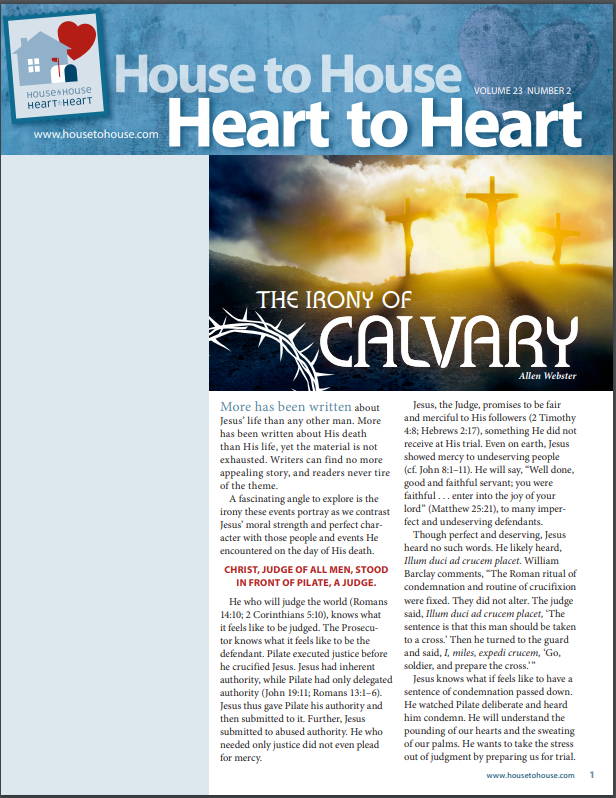 HOUSE TO HOUSE
HEART TO HEART
www.housetohouse.com
House to House
VOLUME 23 NUMBER 2
Heart to Heart
THE IRONY OF
CALVARY
Allen Webster
More has been written about
Jesus' life than any other man. More
has been written about His death
than His life, yet the material is not
exhausted. Writers can find no more
appealing story, and readers never tire
of the theme.
A fascinating angle to explore is the
irony these events portray as we contrast
Jesus' moral strength and perfect char-
acter with those people and events He
encountered on the day of His death.
CHRIST, JUDGE OF ALL MEN, STOOD
IN FRONT OF PILATE, A JUDGE.
He who will judge the world (Romans
14:10; 2 Corinthians 5:10), knows what
it feels like to be judged. The Prosecu-
tor knows what it feels like to be the
defendant. Pilate executed justice before
he crucified Jesus. Jesus had inherent
authority, while Pilate had only delegated
authority (John 19:11; Romans 13:1–6).
Jesus thus gave Pilate his authority and
then submitted to it. Further, Jesus
submitted to abused authority. He who
needed only justice did not even plead
for mercy.
Jesus, the Judge, promises to be fair
and merciful to His followers (2 Timothy
4:8; Hebrews 2:17), something He did not
receive at His trial. Even on earth, Jesus
showed mercy to undeserving people
(cf. John 8:1–11). He will say, “Well done,
good and faithful servant; you were
faithful . . . enter into the joy of your
lord” (Matthew 25:21), to many imper-
fect and undeserving defendants.
Though perfect and deserving, Jesus
heard no such words. He likely heard,
Illum duci ad crucem placet. William
Barclay comments, “The Roman ritual of
condemnation and routine of crucifixion
were fixed. They did not alter. The judge
said, Illum duci ad crucem placet, ‘The
sentence is that this man should be taken
to a cross.’ Then he turned to the guard
and said, I, miles, expedi crucem, ‘Go,
soldier, and prepare the cross.’”
Jesus knows what if feels like to have a
sentence of condemnation passed down.
He watched Pilate deliberate and heard
him condemn. He will understand the
pounding of our hearts and the sweating
of our palms. He wants to take the stress
out of judgment by preparing us for trial.
www.housetohouse.com 1